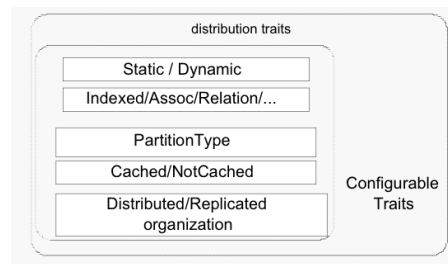 distribution traits
Static / Dynamic
Indexed/Assoc/Relation/...
PartitionType
Cached/NotCached
Distributed/Replicated
organization
Configurable
Traits